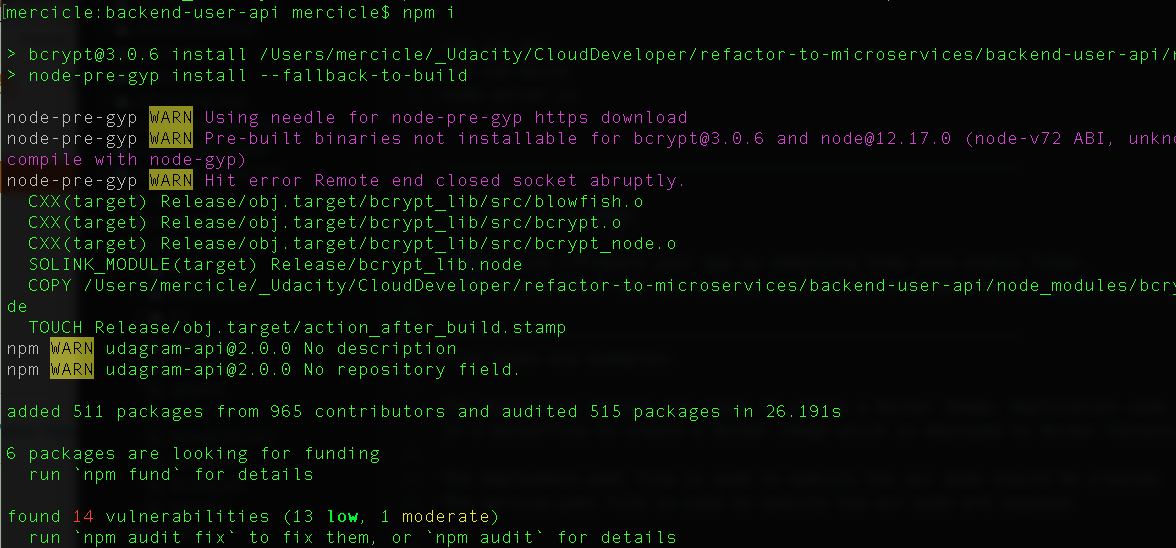 mercicle:backend-user-api mercicle$ npm i
> bcrypt@3.0.6 install /Users/mercicle/_Udacity/CloudDeveloper/refactor-to-microservices/backend-user-api/
> node-pre-gyp install --fallback-to-build
node-pre-gyp WARN Using needle for node-pre-gyp https download
node-pre-gyp WARN Pre-built binaries not installable for bcrypt@3.0.6 and node@12.17.0 (node-v72 ABI, unkno
compile with node-gyp)
node-pre-gyp WARN Hit error Remote end closed socket abruptly.
CXX(target) Release/obj.target/bcrypt_lib/src/blowfish.o
CXX(target) Release/obj.target/bcrypt_lib/src/bcrypt.o
CXX(target) Release/obj.target/bcrypt_lib/src/bcrypt_node.o
SOLINK_MODULE(target) Release/bcrypt_lib.node
COPY /Users/mercicle/_Udacity/CloudDeveloper/refactor-to-microservices/backend-user-api/node_modules/bcry
de
TOUCH Release/obj.target/action_after_build.stamp
npm WARN udagram-api@2.0.0 No description
npm WARN udagram-api@2.0.0 No repository field.
added 511 packages from 965 contributors and audited 515 packages in 26.191s
6 packages are looking for funding
run `npm fund` for details
found 14 vulnerabilities (13 low, 1 moderate)
run `npm audit fix` to fix them, or `npm audit` for details